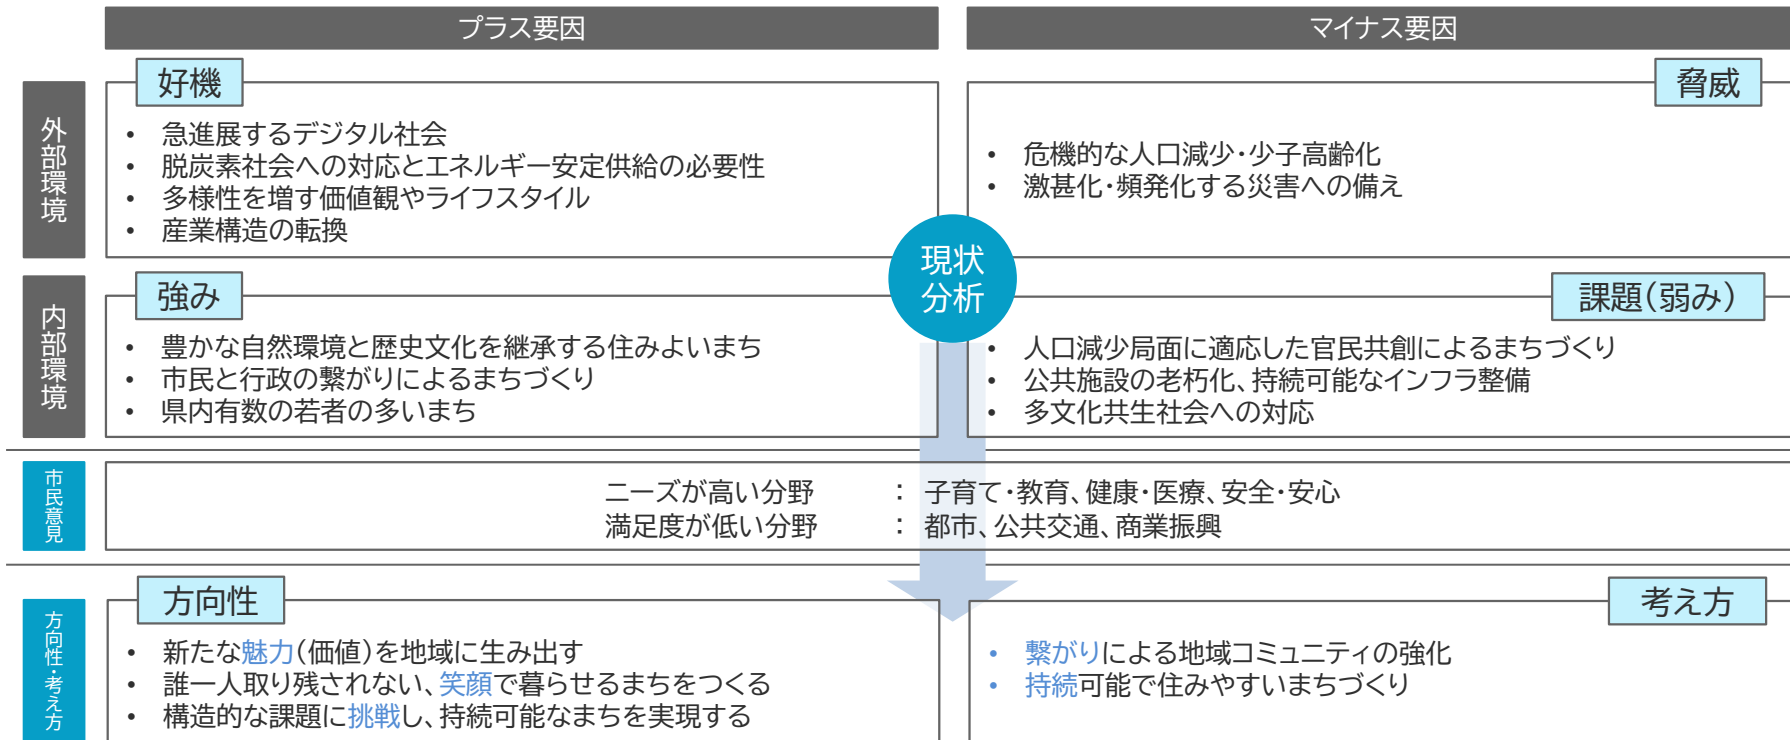 プラス要因
マイナス要因
外部環境
好機
・ 急進展するデジタル社会
・ 脱炭素社会への対応とエネルギー安定供給の必要性
・ 多様性を増す価値観やライフスタイル
・ 産業構造の転換
脅威
・ 危機的な人口減少・少子高齢化
・ 激甚化・頻発化する災害への備え
現状
分析
内部環境
強み
・ 豊かな自然環境と歴史文化を継承する住みよいまち
・ 市民と行政の繋がりによるまちづくり
・ 県内有数の若者の多いまち
課題(弱み)
・ 人口減少局面に適応した官民共創によるまちづくり
・ 公共施設の老朽化、持続可能なインフラ整備
・ 多文化共生社会への対応
市民意見
ニーズが高い分野 : 子育て・教育、健康・医療、安全・安心
満足度が低い分野 : 都市、公共交通、商業振興
方向性・考え方
方向性
・ 新たな魅力(価値)を地域に生み出す
・ 誰一人取り残されない、笑顔で暮らせるまちをつくる
・ 構造的な課題に挑戦し、持続可能なまちを実現する
考え方
・ 繋がりによる地域コミュニティの強化
・ 持続可能で住みやすいまちづくり